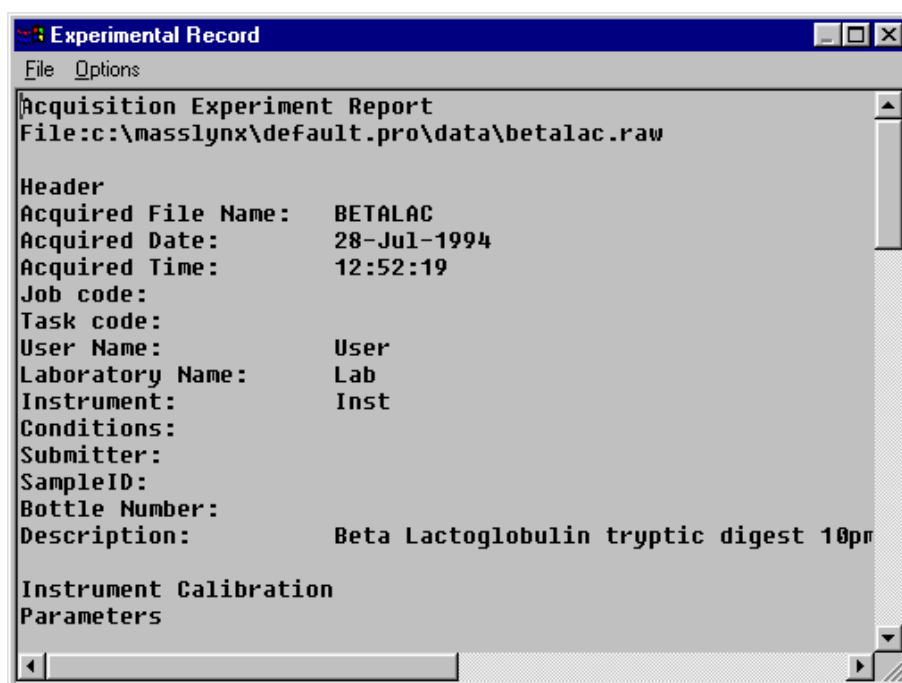 Experimental Record
File Options
Acquisition Experiment Report
File:c:\masslynx\default.pro\data\betalac.raw
Header
Acquired File Name: BETALAC
Acquired Date: 28-Jul-1994
Acquired Time: 12:52:19
Job code:
Task code:
User Name: User
Laboratory Name: Lab
Instrument: Inst
Conditions:
Submitter:
SampleID:
Bottle Number:
Description: Beta Lactoglobulin tryptic digest
Instrument Calibration
Parameters